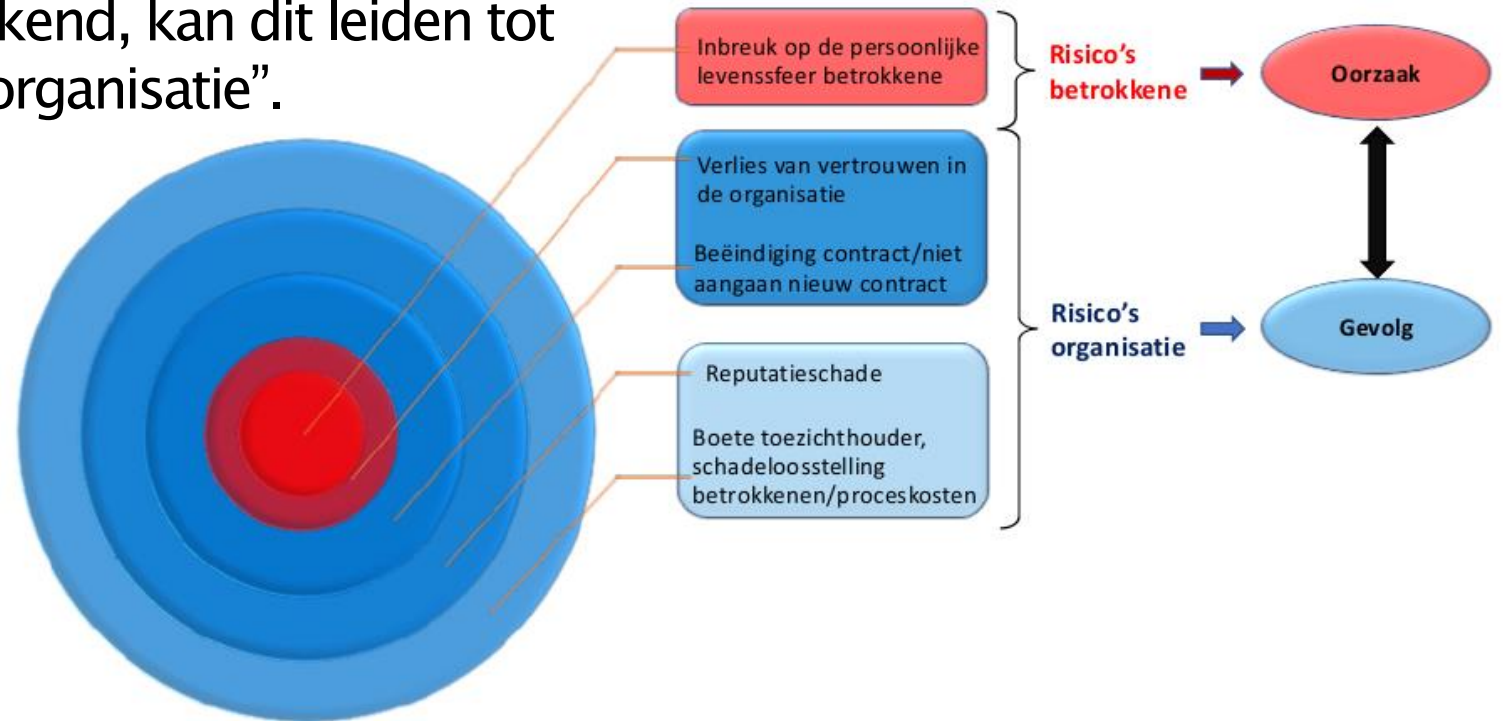 kend, kan dit leiden tot
organisatie”.
Inbreuk op de persoonlijke
levenssfeer betrokkene
Risico’s
betrokkene
Oorzaak
Verlies van vertrouwen in
de organisatie
Beëindiging contract/niet
aangaan nieuw contract
Risico’s
organisatie
Gevolg
Reputatieschade
Boete toezichthouder,
schadeloosstelling
betrokkenen/proceskosten